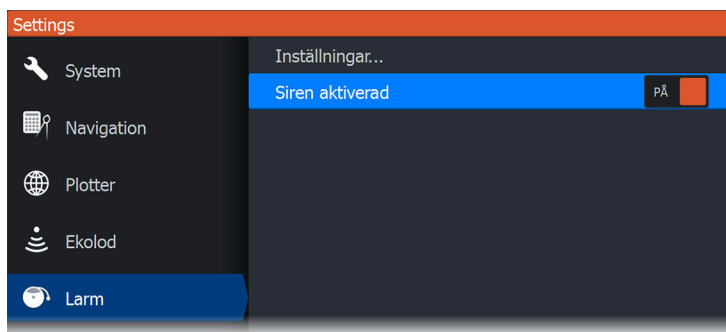 Settings
System
Navigation
Plotter
Ekolod
Larm
Inställningar...
Siren aktiverad PÅ